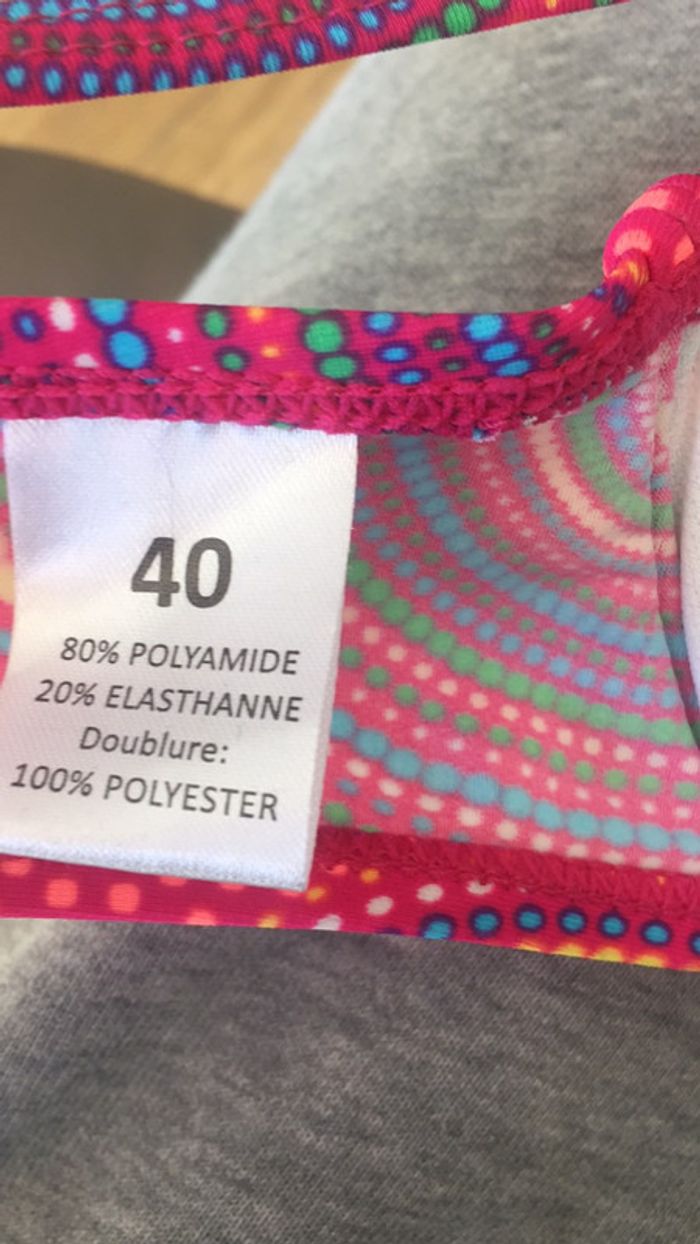 40
80% POLYAMIDE
20% ELASTHANNE
Doublure:
100% POLYESTER